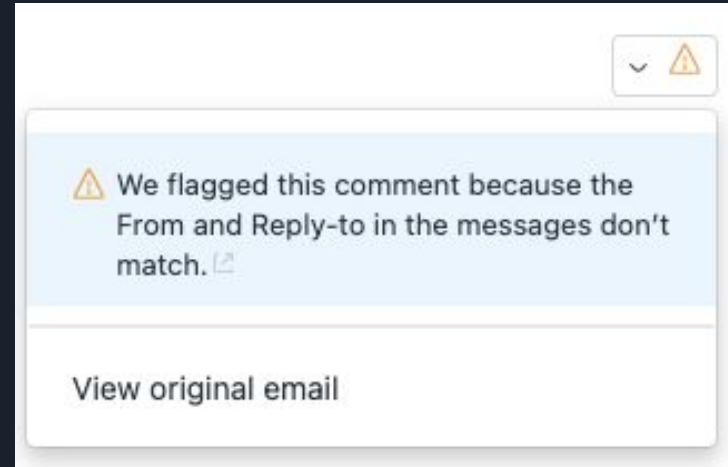 We flagged this comment because the
From and Reply-to in the messages don't
match.
View original email